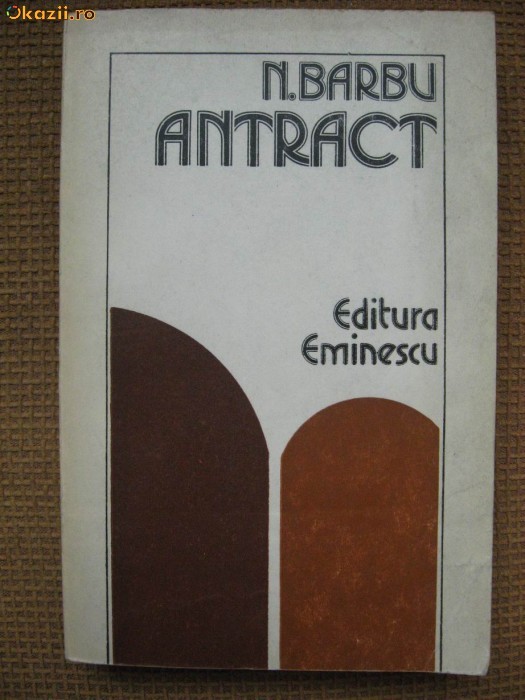 Okazii.ro
N.BARBU
ANTRACT
Editura
Eminescu